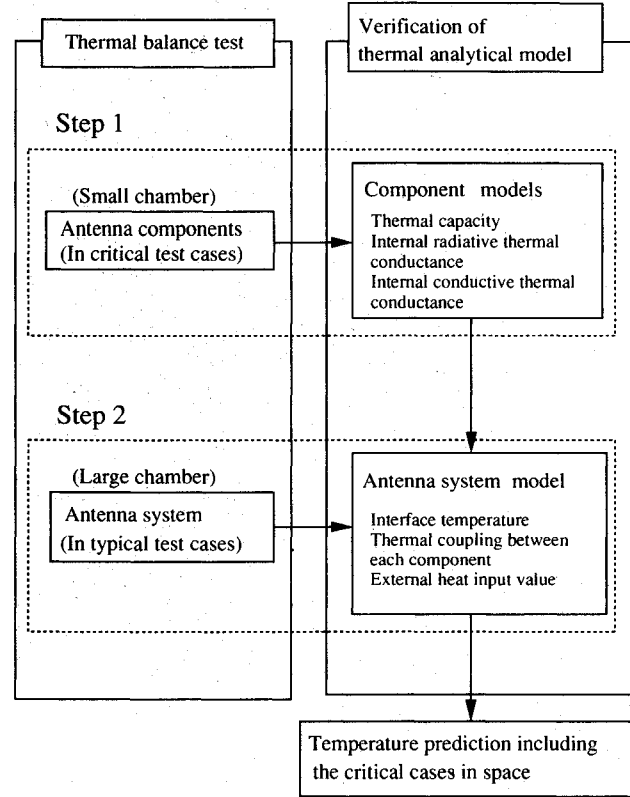 Thermal balance test
Verification of
thermal analytical model
Step 1
(Small chamber)
Antenna components
(In critical test cases)
Component models
Thermal capacity
Internal radiative thermal
conductance
Internal conductive thermal
conductance
Step 2
(Large chamber)
Antenna system
(In typical test cases)
Antenna system model
Interface temperature
Thermal coupling between
each component
External heat input value
Temperature prediction including
the critical cases in space